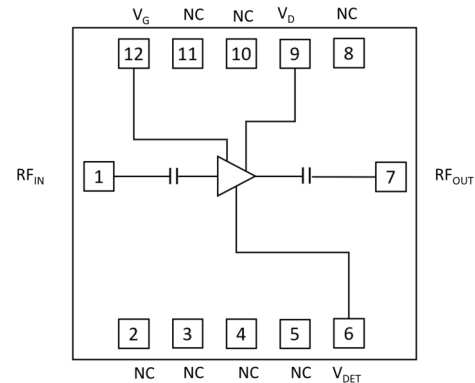 V_G NC NC V_D NC
12 11 10 9 8
RF_IN 1 7 RF_OUT
2 3 4 5 6
NC NC NC NC V_DET